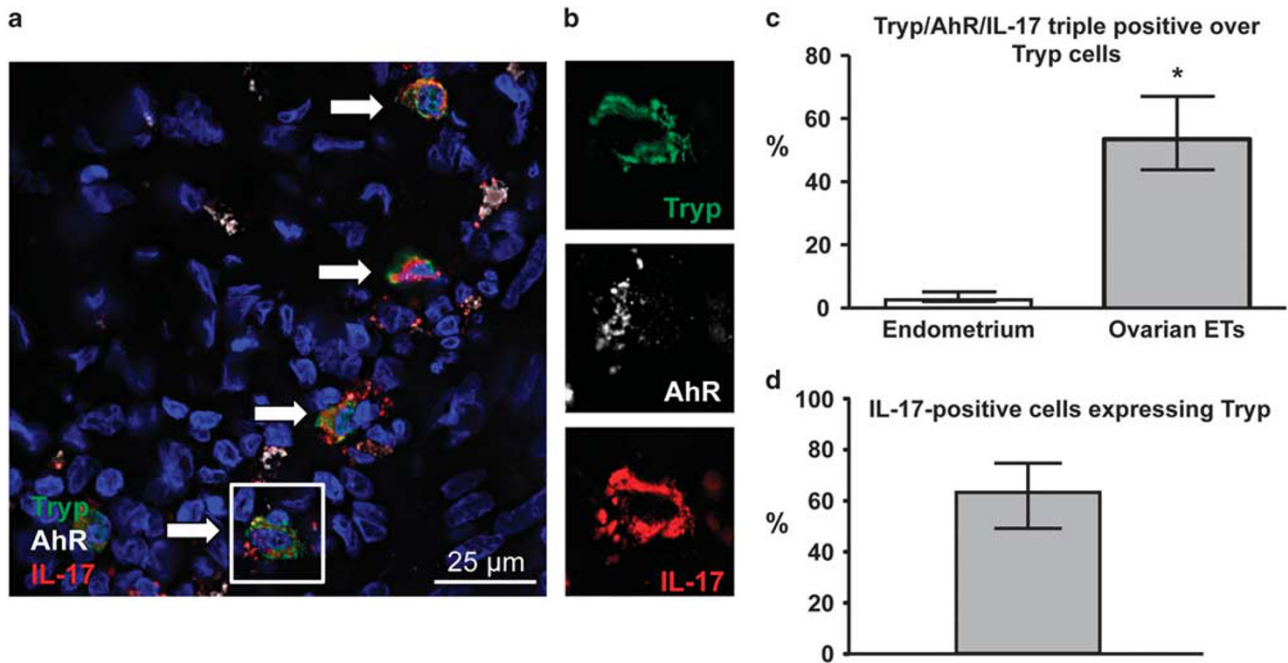 a
Tryp
AhR
IL-17
25 µm
b
Tryp
AhR
IL-17
c
Tryp/AhR/IL-17 triple positive over
Tryp cells
80
*
60
%
40
20
0
Endometrium
Ovarian ETs
d
100
IL-17-positive cells expressing Tryp
80
60
%
40
20
0